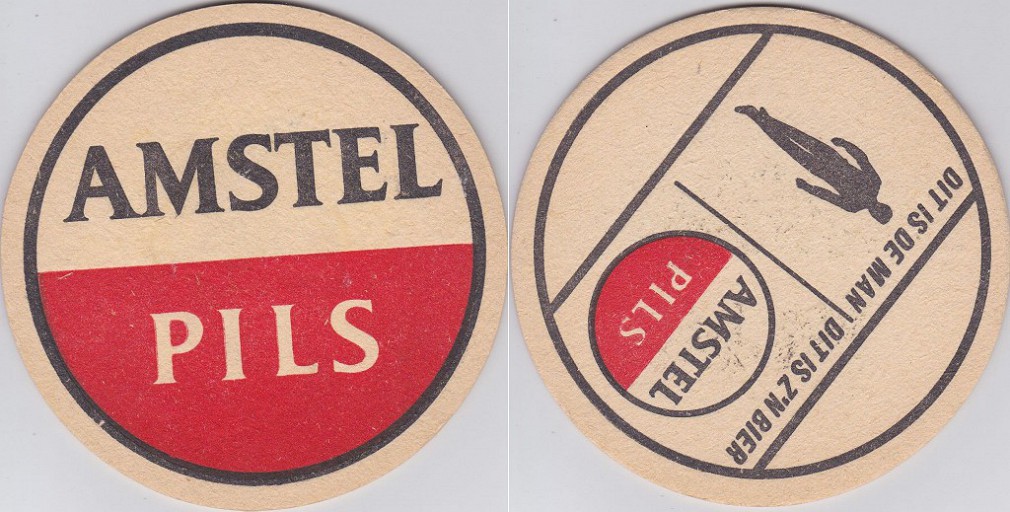 AMSTEL
PILS
DIT IS DE MAN | DIT IS Z'N BIER
AMSTEL
PILS